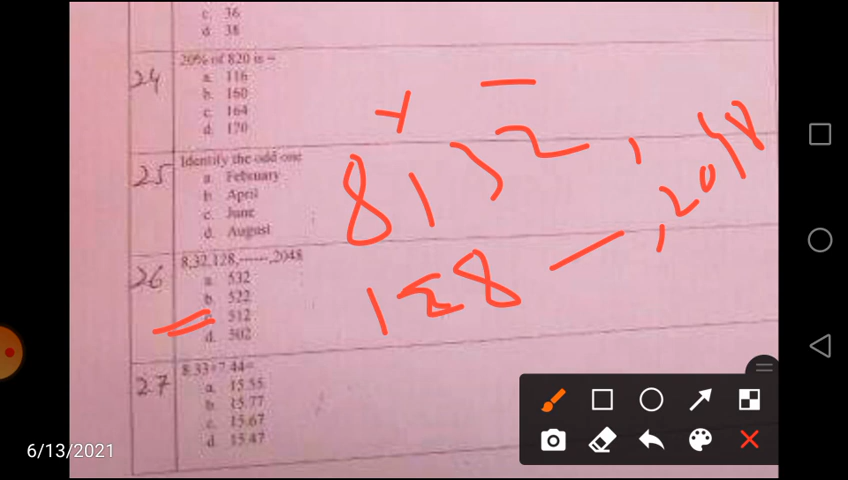 c. 36
d. 38
24
20% of 820 is -
a. 116
b. 160
c. 164
d. 170
25
Identify the odd one
a. February
b. April
c. June
d. August
26
8,32,128,------,2048
a. 532
b. 522
c. 512
d. 502
27
8.33+7.44=
a. 15.55
b. 15.77
c. 15.67
d. 15.47
8, 32,
128 — , 2048
6/13/2021